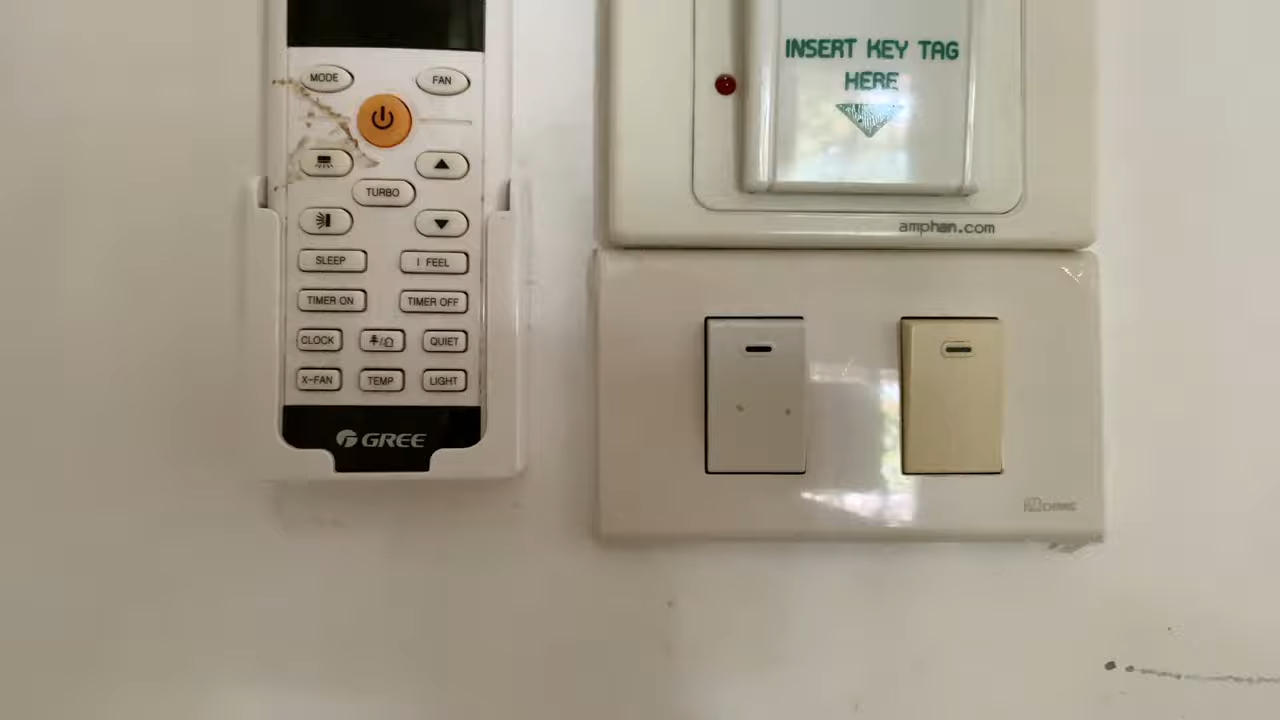 MODE
FAN
TURBO
SLEEP
I FEEL
TIMER ON
TIMER OFF
CLOCK
QUIET
X-FAN
TEMP
LIGHT
GREE
INSERT KEY TAG
HERE
amphan.com